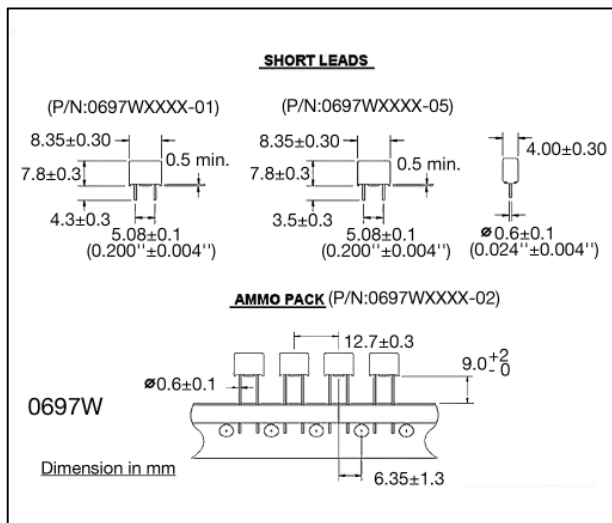 SHORT LEADS
(P/N:0697WXXXX-01)
(P/N:0697WXXXX-05)
8.35±0.30
8.35±0.30
4.00±0.30
7.8±0.3
0.5 min.
7.8±0.3
0.5 min.
4.3±0.3
3.5±0.3
5.08±0.1
(0.200''±0.004'')
5.08±0.1
(0.200''±0.004'')
ø0.6±0.1
(0.024''±0.004'')
AMMO PACK (P/N:0697WXXXX-02)
12.7±0.3
ø0.6±0.1
9.0+2
- 0
0697W
Dimension in mm
6.35±1.3